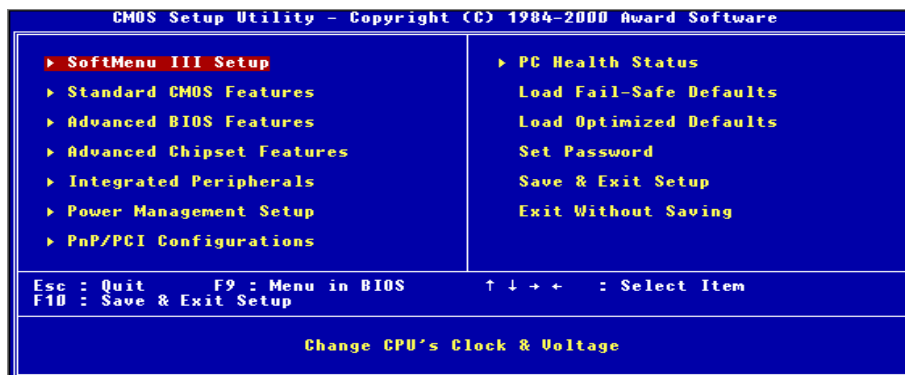 CMOS Setup Utility - Copyright (C) 1984-2000 Award Software
▸ SoftMenu III Setup
▸ Standard CMOS Features
▸ Advanced BIOS Features
▸ Advanced Chipset Features
▸ Integrated Peripherals
▸ Power Management Setup
▸ PnP/PCI Configurations
▸ PC Health Status
Load Fail-Safe Defaults
Load Optimized Defaults
Set Password
Save & Exit Setup
Exit Without Saving
Esc : Quit F9 : Menu in BIOS ↑ ↓ → ← : Select Item
F10 : Save & Exit Setup
Change CPU's Clock & Voltage